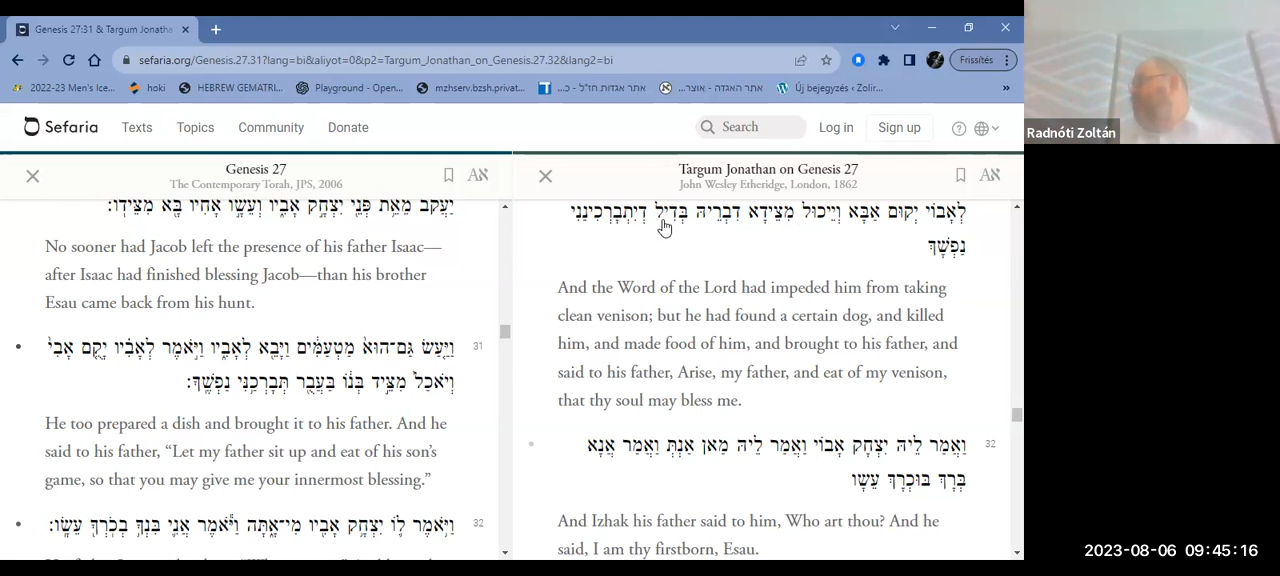 Genesis 27:31 & Targum Jonatha
sefaria.org/Genesis.27.31?lang=bi&aliyot=0&p2=Targum_Jonathan_on_Genesis.27.32&lang2=bi
Frissítés
2022-23 Men's Ice...
hoki
HEBREW GEMATRI...
Playground - Open...
mzhserv.bzsh.privat...
אתר אגדות חז"ל - כ...
אתר האגדה - אוצר...
Új bejegyzés ‹ Zolir...
»
Sefaria
Texts
Topics
Community
Donate
Search
Log in
Sign up
Genesis 27
The Contemporary Torah, JPS, 2006
יַעֲקֹב מֵאֵ֥ת פְּנֵ֖י יִצְחָ֣ק אָבִ֑יו וְעֵשָׂ֣ו אָחִ֔יו בָּ֖א מִצֵּידֽוֹ׃
No sooner had Jacob left the presence of his father Isaac—
after Isaac had finished blessing Jacob—than his brother
Esau came back from his hunt.
31
וַיַּ֤עַשׂ גַּם־הוּא֙ מַטְעַמִּ֔ים וַיָּבֵ֖א לְאָבִ֑יו וַיֹּ֣אמֶר לְאָבִ֗יו יָקֻ֤ם אָבִי֙
וְיֹאכַל֙ מִצֵּ֣יד בְּנ֔וֹ בַּעֲבֻ֖ר תְּבָרְכַ֥נִּי נַפְשֶֽׁךָ׃
He too prepared a dish and brought it to his father. And he
said to his father, “Let my father sit up and eat of his son’s
game, so that you may give me your innermost blessing.”
32
וַיֹּ֥אמֶר ל֛וֹ יִצְחָ֥ק אָבִ֖יו מִי־אָ֑תָּה וַיֹּ֕אמֶר אֲנִ֛י בִּנְךָ֥ בְכֹרְךָ֖ עֵשָֽׂו׃
Targum Jonathan on Genesis 27
John Wesley Etheridge, London, 1862
לְאָבוֹי יְקוּם אַבָּא וְיֵיכוּל מִצֵידָא דִבְרֵיהּ בְּדִיל דְיִתְבָרְכִינַנִי
נַפְשָׁךְ
And the Word of the Lord had impeded him from taking
clean venison; but he had found a certain dog, and killed
him, and made food of him, and brought to his father, and
said to his father, Arise, my father, and eat of my venison,
that thy soul may bless me.
32
וַאֲמַר לֵיהּ יִצְחָק אָבוֹי וַאֲמַר לֵיהּ מַאן אַנְתְּ וַאֲמַר אֲנָא
בְּרָךְ בּוּכְרָךְ עֵשָו
And Izhak his father said to him, Who art thou? And he
said, I am thy firstborn, Esau.
Radnóti Zoltán
2023-08-06 09:45:16